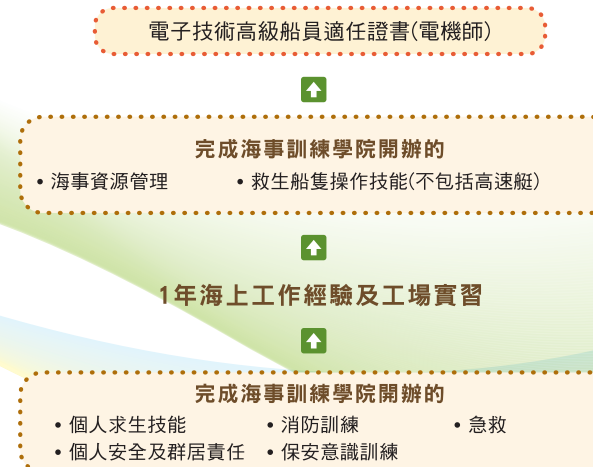 電子技術高級船員適任證書(電機師)
完成海事訓練學院開辦的
• 海事資源管理 • 救生船隻操作技能(不包括高速艇)
1年海上工作經驗及工場實習
完成海事訓練學院開辦的
• 個人求生技能 • 消防訓練 • 急救
• 個人安全及群居責任 • 保安意識訓練